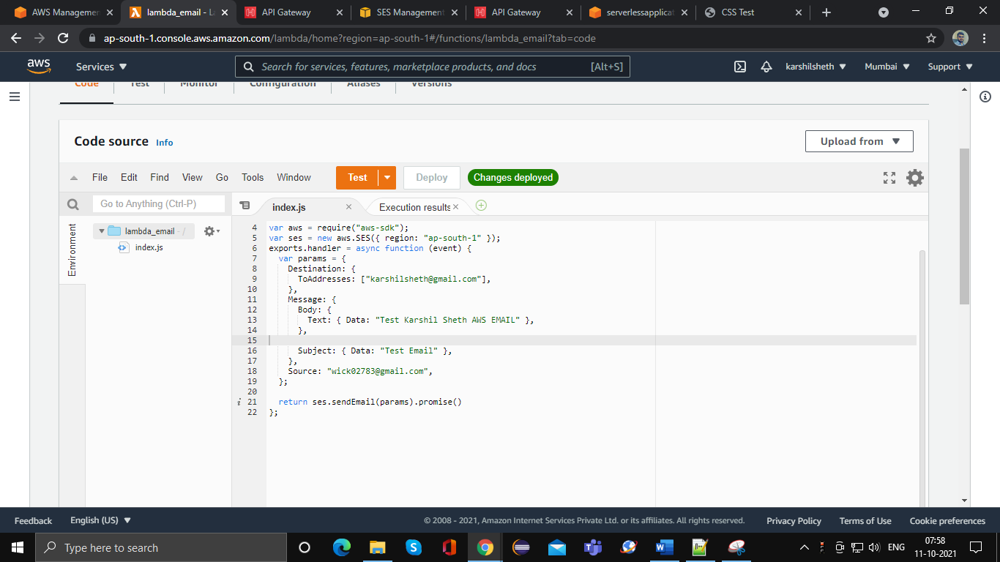 AWS Managemen
lambda_email - La
API Gateway
SES Management
API Gateway
serverlessapplicat
CSS Test
ap-south-1.console.aws.amazon.com/lambda/home?region=ap-south-1#/functions/lambda_email?tab=code
aws Services ▼ Search for services, features, marketplace products, and docs [Alt+S] karshilsheth ▼ Mumbai ▼ Support ▼
Code Test Monitor Configuration Aliases Versions
Code source Info
Upload from ▼
File Edit Find View Go Tools Window Test Deploy Changes deployed
Go to Anything (Ctrl-P)
index.js × Execution results ×
Environment
lambda_email - /
index.js
4 var aws = require("aws-sdk");
5 var ses = new aws.SES({ region: "ap-south-1" });
6 exports.handler = async function (event) {
7 var params = {
8 Destination: {
9 ToAddresses: ["karshilsheth@gmail.com"],
10 },
11 Message: {
12 Body: {
13 Text: { Data: "Test Karshil Sheth AWS EMAIL" },
14 },
15
16 Subject: { Data: "Test Email" },
17 },
18 Source: "wick02783@gmail.com",
19 };
20
21 return ses.sendEmail(params).promise()
22 };
Feedback English (US) ▼ © 2008 - 2021, Amazon Internet Services Private Ltd. or its affiliates. All rights reserved. Privacy Policy Terms of Use Cookie preferences
Type here to search
ENG
07:58
11-10-2021